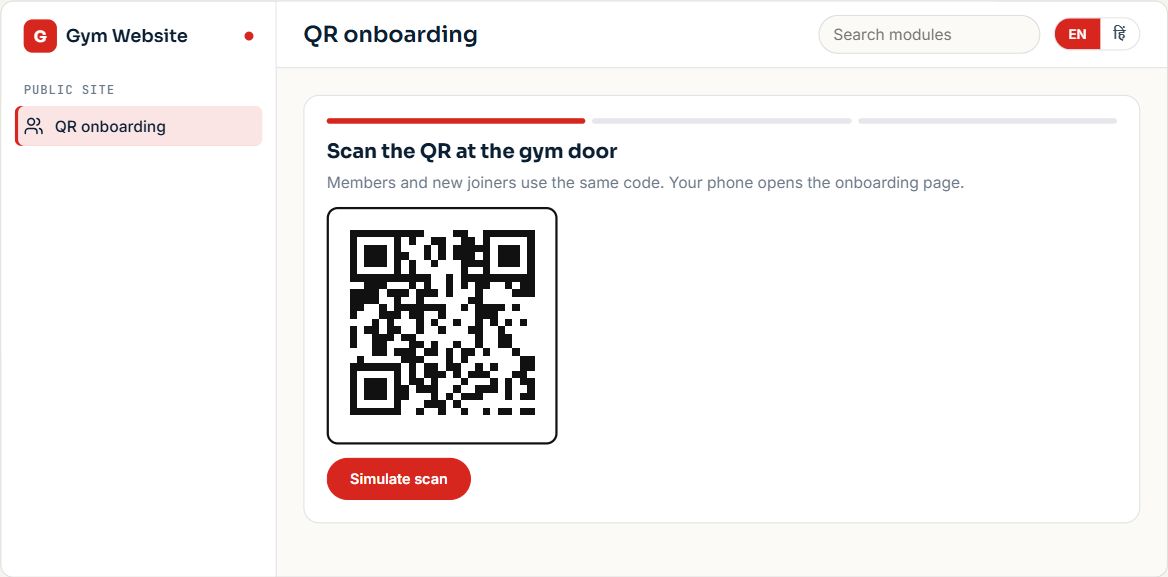 G Gym Website
PUBLIC SITE
QR onboarding
QR onboarding
Search modules
EN हिं
Scan the QR at the gym door
Members and new joiners use the same code. Your phone opens the onboarding page.
Simulate scan